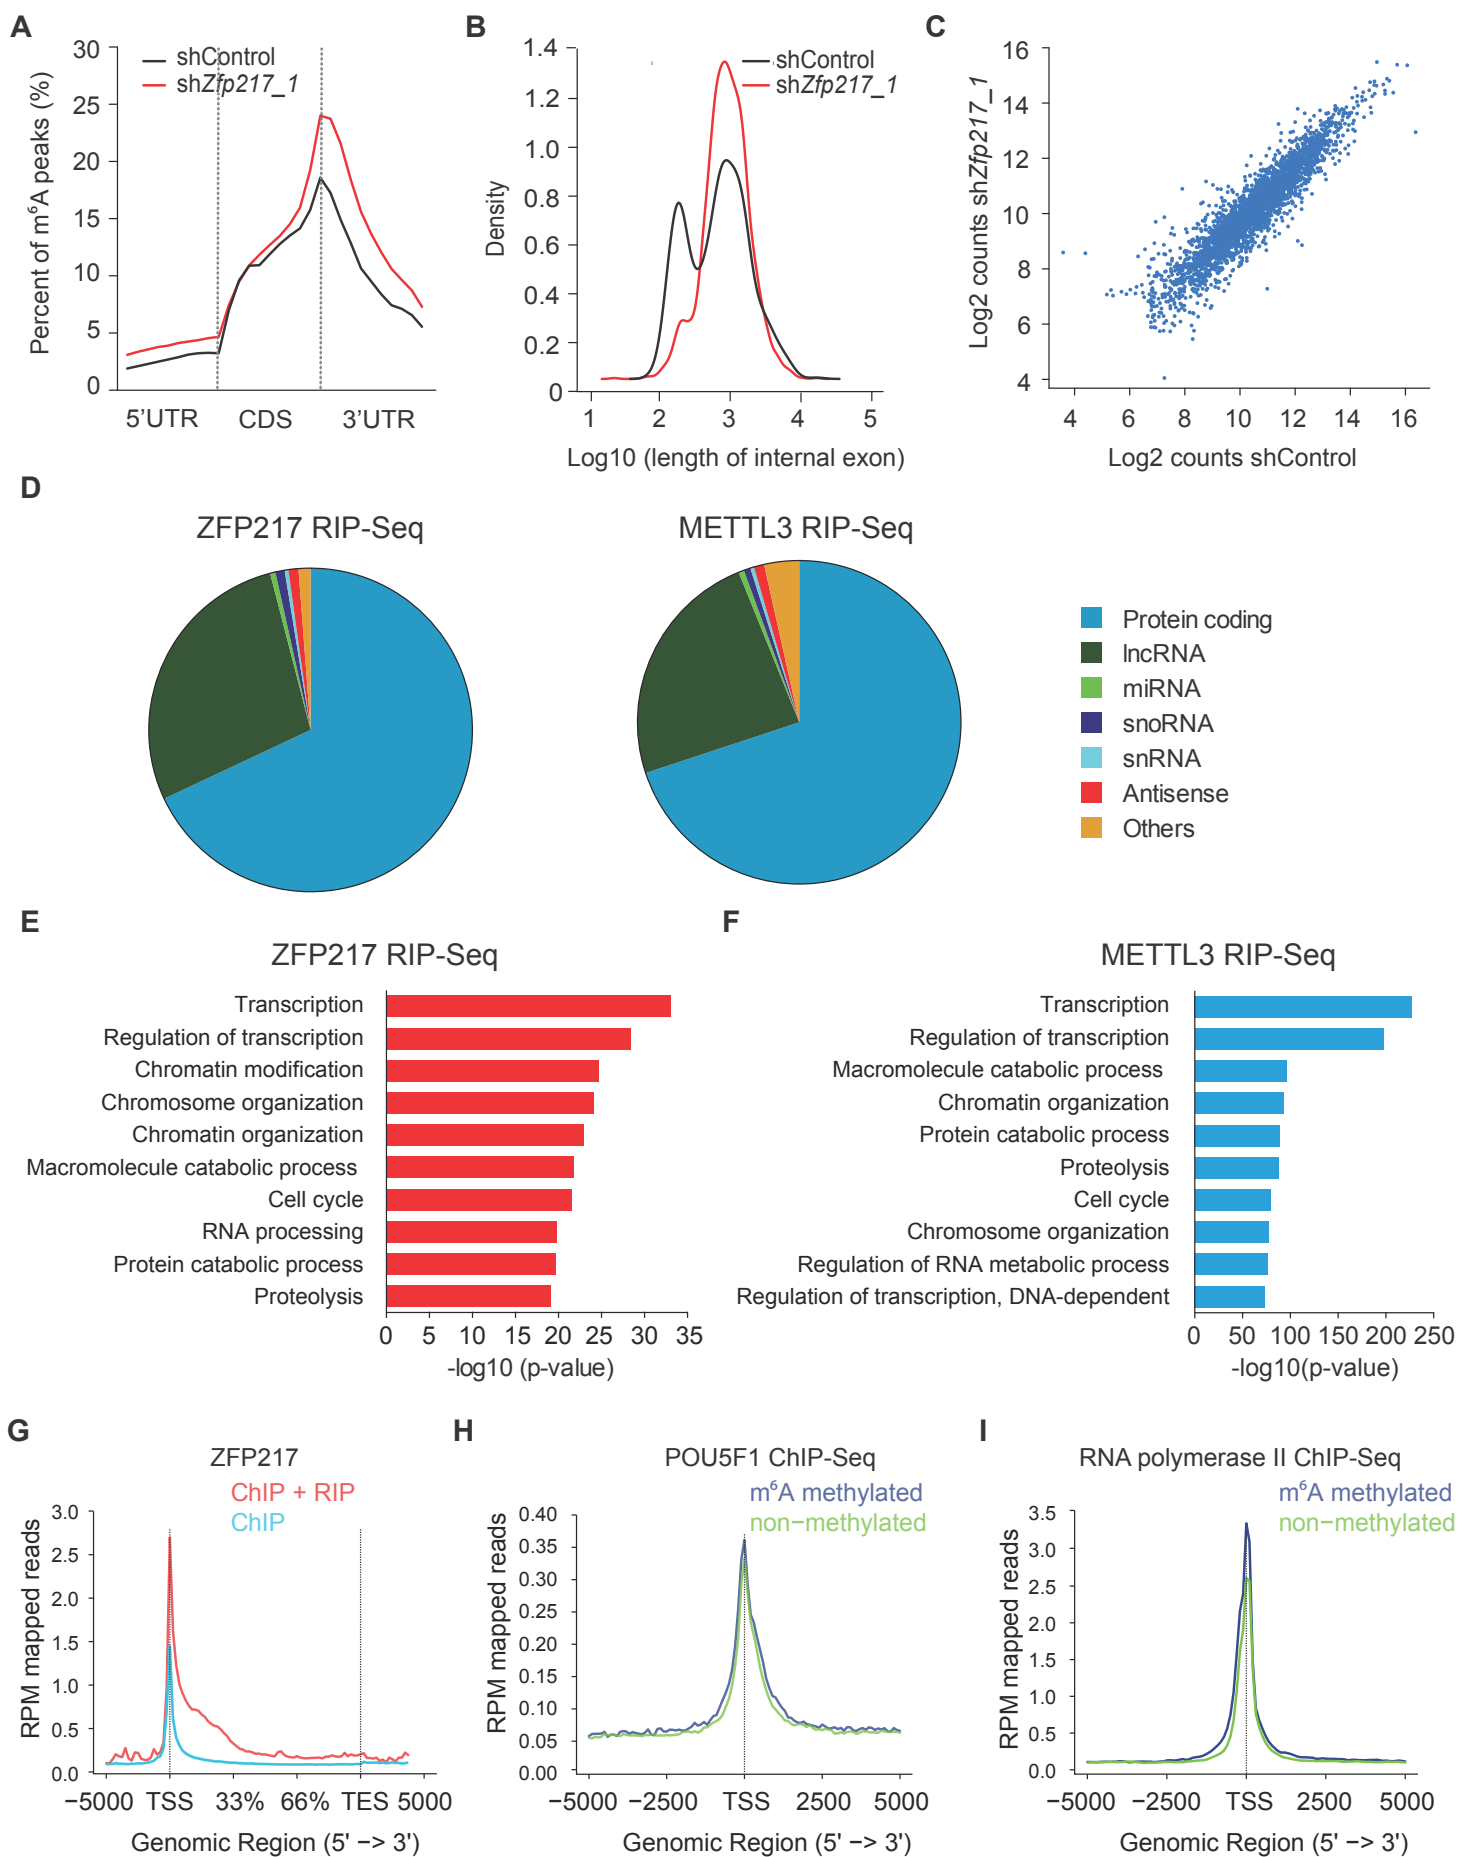 A
30
25
20
15
10
5
0
Percent of m⁶A peaks (%)
shControl
shZfp217_1
5'UTR CDS 3'UTR
B
1.4
1.2
1.0
0.8
0.6
0.4
0.2
0
Density
shControl
shZfp217_1
1 2 3 4 5
Log10 (length of internal exon)
C
16
14
12
10
8
6
4
Log2 counts shZfp217_1
4 6 8 10 12 14 16
Log2 counts shControl
D
ZFP217 RIP-Seq
METTL3 RIP-Seq
Protein coding
lncRNA
miRNA
snoRNA
snRNA
Antisense
Others
E
ZFP217 RIP-Seq
Transcription
Regulation of transcription
Chromatin modification
Chromosome organization
Chromatin organization
Macromolecule catabolic process
Cell cycle
RNA processing
Protein catabolic process
Proteolysis
0 5 10 15 20 25 30 35
-log10 (p-value)
F
METTL3 RIP-Seq
Transcription
Regulation of transcription
Macromolecule catabolic process
Chromatin organization
Protein catabolic process
Proteolysis
Cell cycle
Chromosome organization
Regulation of RNA metabolic process
Regulation of transcription, DNA-dependent
0 50 100 150 200 250
-log10(p-value)
G
ZFP217
ChIP + RIP
ChIP
3.0
2.5
2.0
1.5
1.0
0.5
0.0
RPM mapped reads
−5000 TSS 33% 66% TES 5000
Genomic Region (5' −> 3')
H
POU5F1 ChIP-Seq
m⁶A methylated
non−methylated
0.40
0.35
0.30
0.25
0.20
0.15
0.10
0.05
0.00
RPM mapped reads
−5000 −2500 TSS 2500 5000
Genomic Region (5' −> 3')
I
RNA polymerase II ChIP-Seq
m⁶A methylated
non−methylated
3.5
3.0
2.5
2.0
1.5
1.0
0.5
0.0
RPM mapped reads
−5000 −2500 TSS 2500 5000
Genomic Region (5' −> 3')